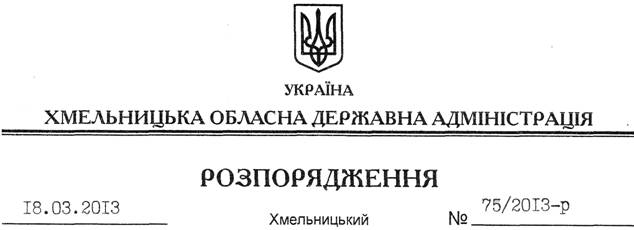 УКРАЇНА
ХМЕЛЬНИЦЬКА ОБЛАСНА ДЕРЖАВНА АДМІНІСТРАЦІЯ
РОЗПОРЯДЖЕННЯ
18.03.2013 Хмельницький № 75/2013-р